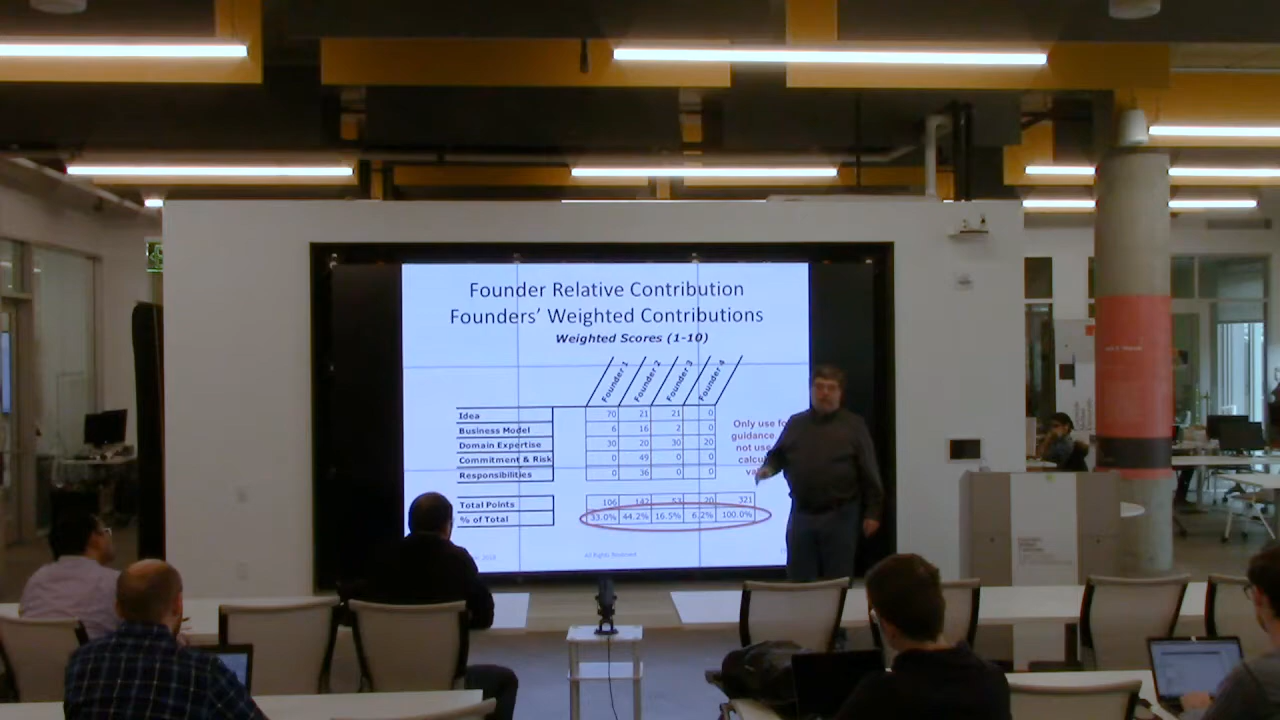 Founder Relative Contribution
Founders' Weighted Contributions
Weighted Scores (1-10)
Founder 1 Founder 2 Founder 3 Founder 4
Idea 70 21 21 0
Business Model 6 16 2 0
Domain Expertise 30 20 30 20
Commitment & Risk 0 49 0 0
Responsibilities 0 36 0 0
Only use
guidance
not use
Total Points 106 142 53 20 321
% of Total 33.0% 44.2% 16.5% 6.2% 100.0%
All Rights Reserved